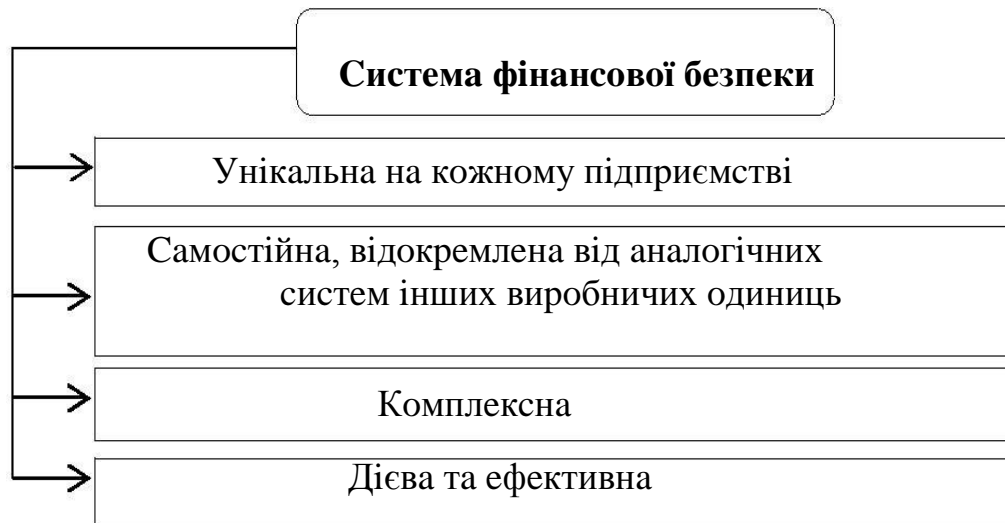 Система фінансової безпеки
Унікальна на кожному підприємстві
Самостійна, відокремлена від аналогічних
систем інших виробничих одиниць
Комплексна
Дієва та ефективна